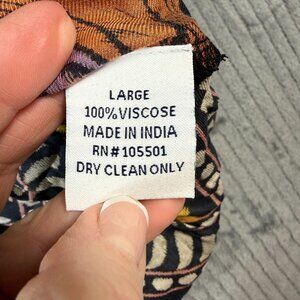 LARGE
100% VISCOSE
MADE IN INDIA
RN# 105501
DRY CLEAN ONLY